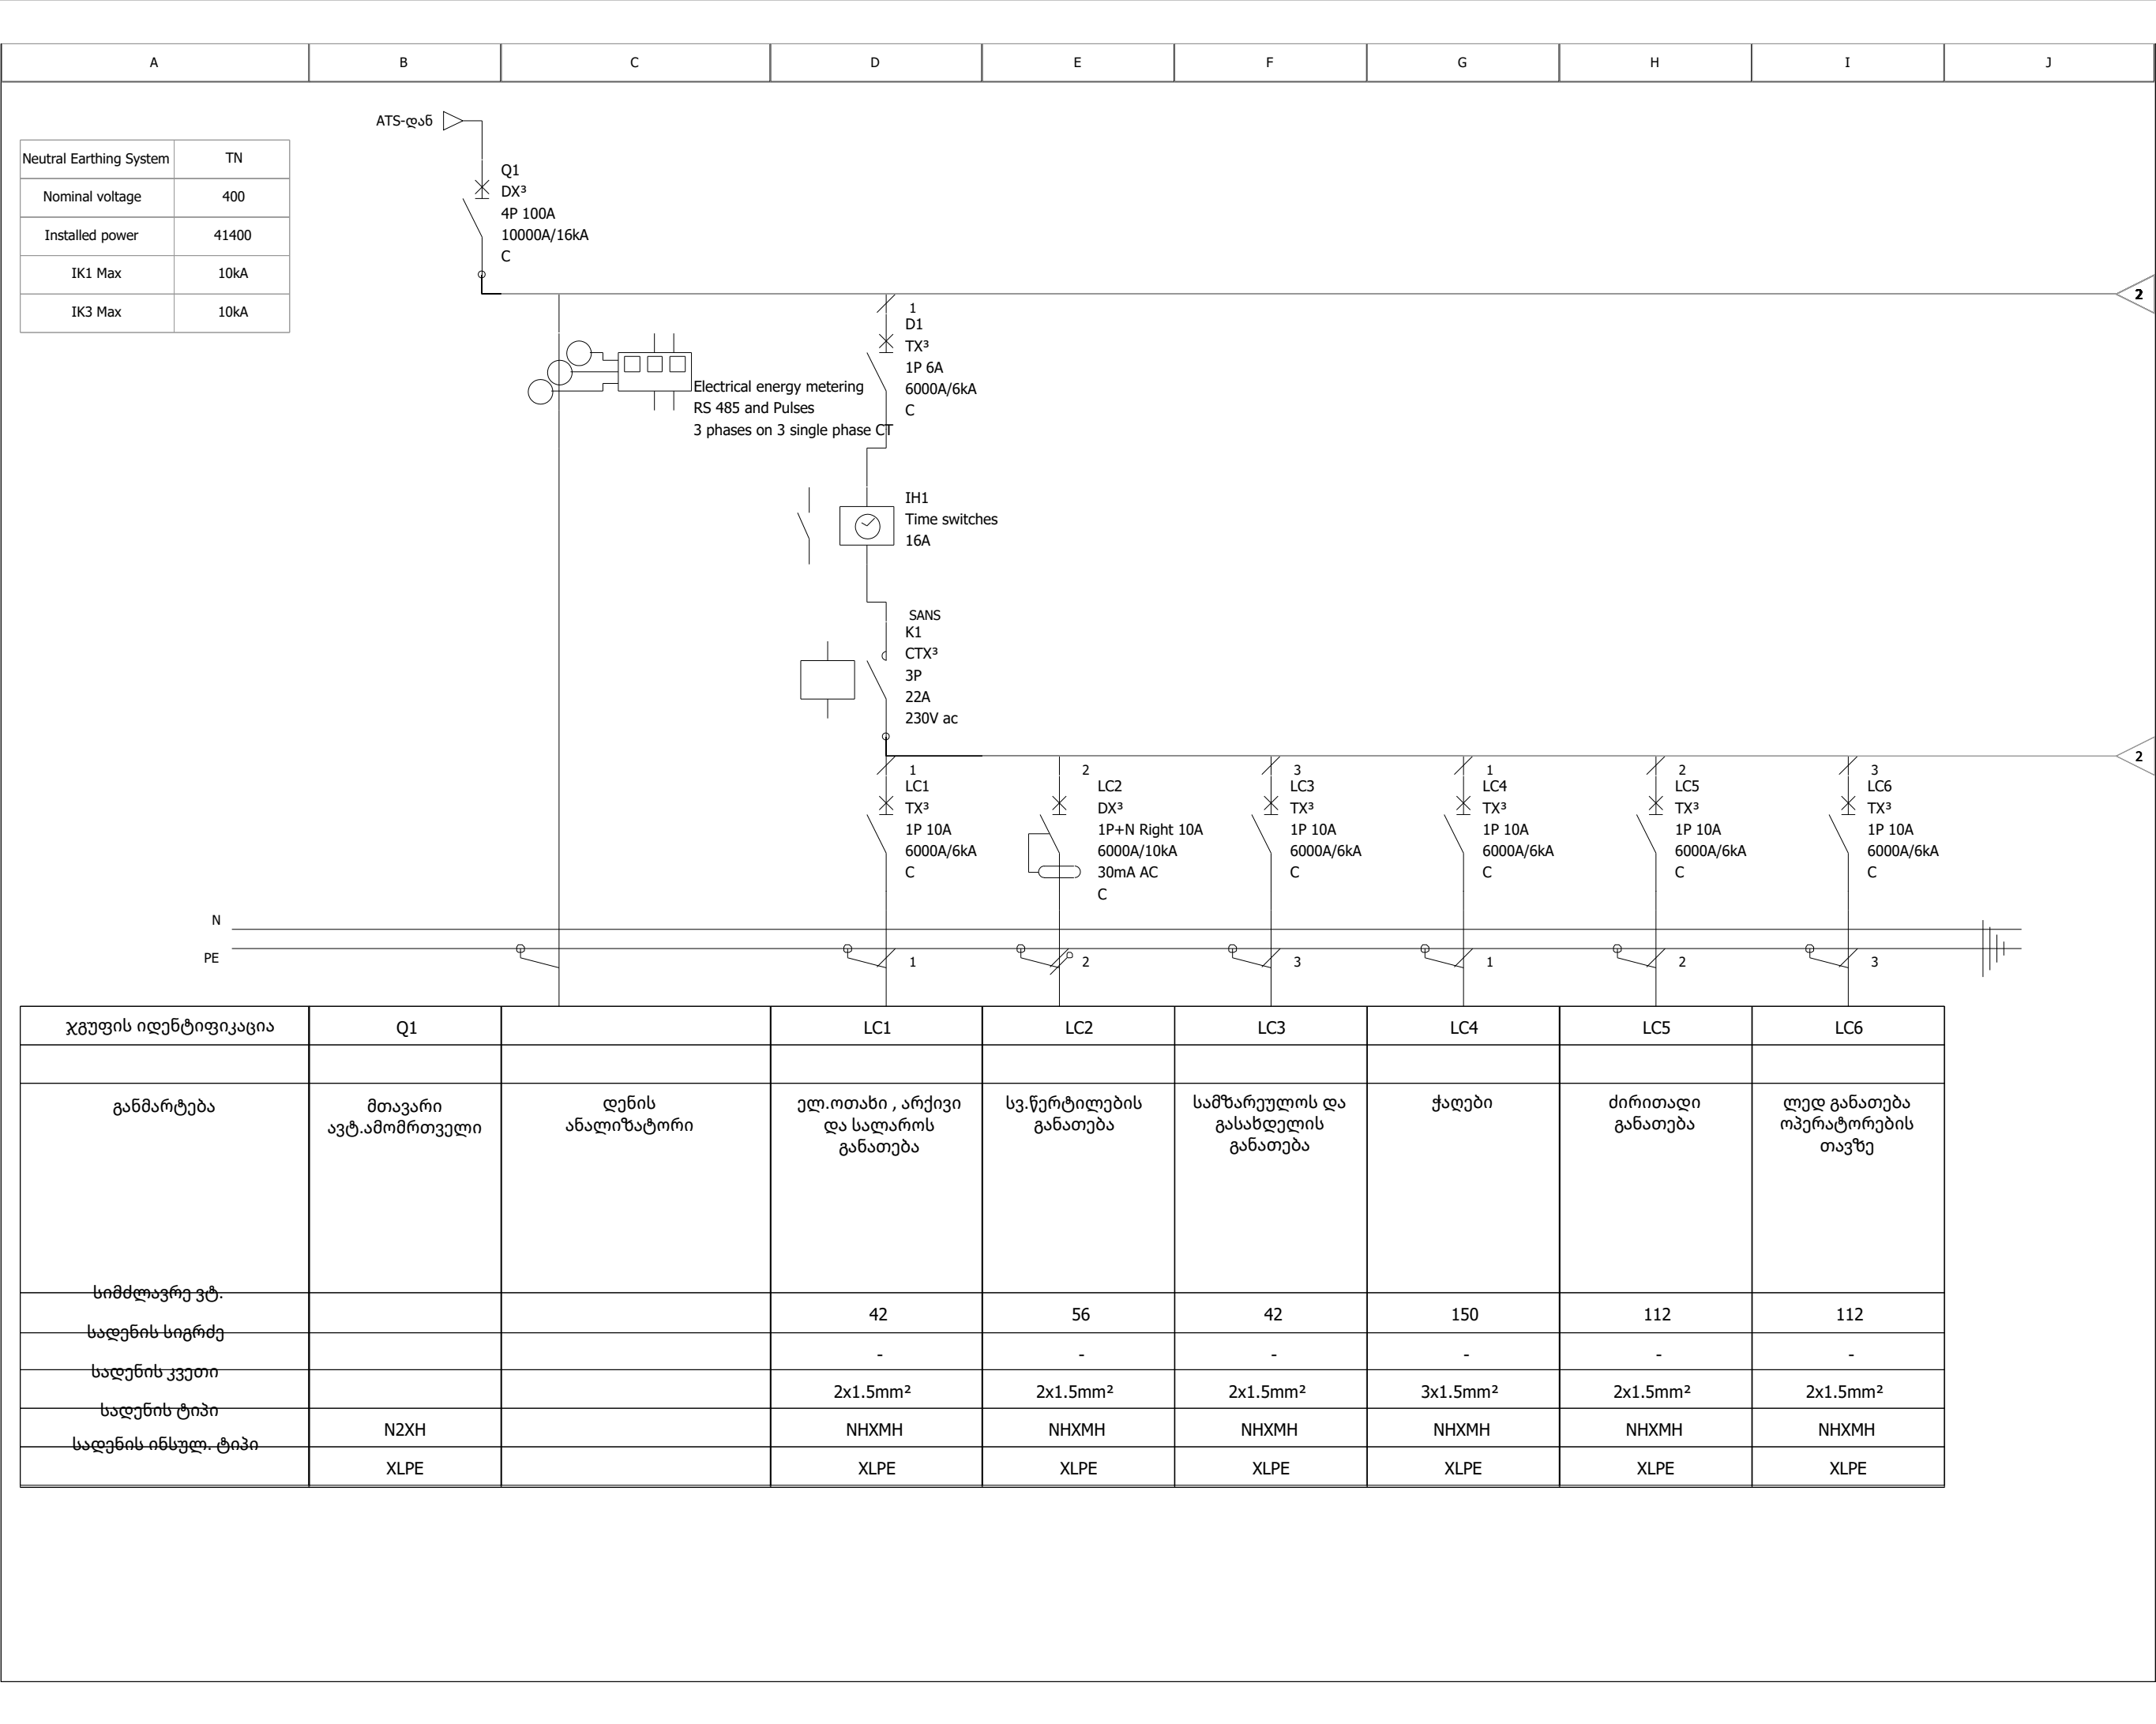 A B C D E F G H I J
ATS-დან
Neutral Earthing System TN
Nominal voltage 400
Installed power 41400
IK1 Max 10kA
IK3 Max 10kA
Q1
DX³
4P 100A
10000A/16kA
C
2
1
D1
TX³
1P 6A
6000A/6kA
C
Electrical energy metering
RS 485 and Pulses
3 phases on 3 single phase CT
IH1
Time switches
16A
SANS
K1
CTX³
3P
22A
230V ac
2
1
LC1
TX³
1P 10A
6000A/6kA
C
2
LC2
DX³
1P+N Right 10A
6000A/10kA
30mA AC
C
3
LC3
TX³
1P 10A
6000A/6kA
C
1
LC4
TX³
1P 10A
6000A/6kA
C
2
LC5
TX³
1P 10A
6000A/6kA
C
3
LC6
TX³
1P 10A
6000A/6kA
C
N
PE
1 2 3 1 2 3
ჯგუფის იდენტიფიკაცია Q1 LC1 LC2 LC3 LC4 LC5 LC6
განმარტება
მთავარი
ავტ.ამომრთველი
დენის
ანალიზატორი
ელ.ოთახი , არქივი
და სალაროს
განათება
სვ.წერტილების
განათება
სამზარეულოს და
გასახდელის
განათება
ჭაღები
ძირითადი
განათება
ლედ განათება
ოპერატორების
თავზე
სიმძლავრე ვტ. 42 56 42 150 112 112
სადენის სიგრძე - - - - - -
სადენის კვეთი 2x1.5mm² 2x1.5mm² 2x1.5mm² 3x1.5mm² 2x1.5mm² 2x1.5mm²
სადენის ტიპი N2XH NHXMH NHXMH NHXMH NHXMH NHXMH NHXMH
სადენის ინსულ. ტიპი XLPE XLPE XLPE XLPE XLPE XLPE XLPE